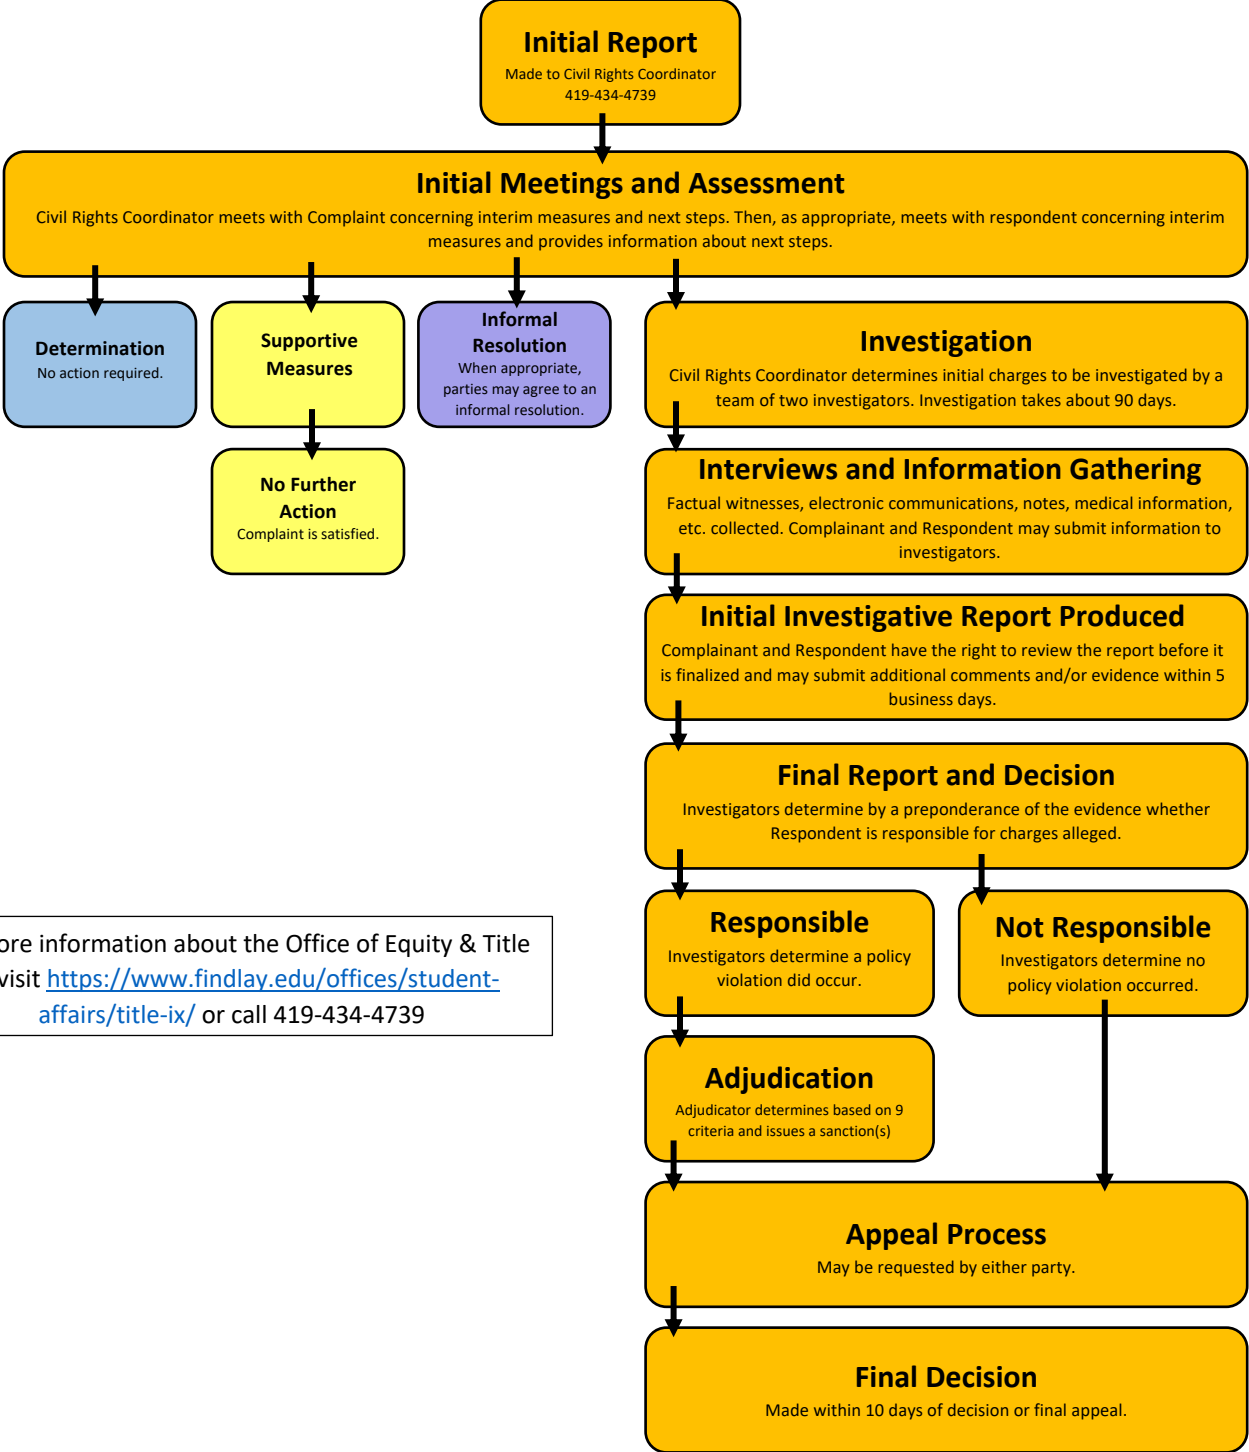 Initial Report
Made to Civil Rights Coordinator
419-434-4739
Initial Meetings and Assessment
Civil Rights Coordinator meets with Complaint concerning interim measures and next steps. Then, as appropriate, meets with respondent concerning interim
measures and provides information about next steps.
Determination
No action required.
Supportive
Measures
Informal
Resolution
When appropriate,
parties may agree to an
informal resolution.
Investigation
Civil Rights Coordinator determines initial charges to be investigated by a
team of two investigators. Investigation takes about 90 days.
No Further
Action
Complaint is satisfied.
Interviews and Information Gathering
Factual witnesses, electronic communications, notes, medical information,
etc. collected. Complainant and Respondent may submit information to
investigators.
Initial Investigative Report Produced
Complainant and Respondent have the right to review the report before it
is finalized and may submit additional comments and/or evidence within 5
business days.
Final Report and Decision
Investigators determine by a preponderance of the evidence whether
Respondent is responsible for charges alleged.
Responsible
Investigators determine a policy
violation did occur.
Not Responsible
Investigators determine no
policy violation occurred.
ore information about the Office of Equity & Title
visit https://www.findlay.edu/offices/student-
affairs/title-ix/ or call 419-434-4739
Adjudication
Adjudicator determines based on 9
criteria and issues a sanction(s)
Appeal Process
May be requested by either party.
Final Decision
Made within 10 days of decision or final appeal.